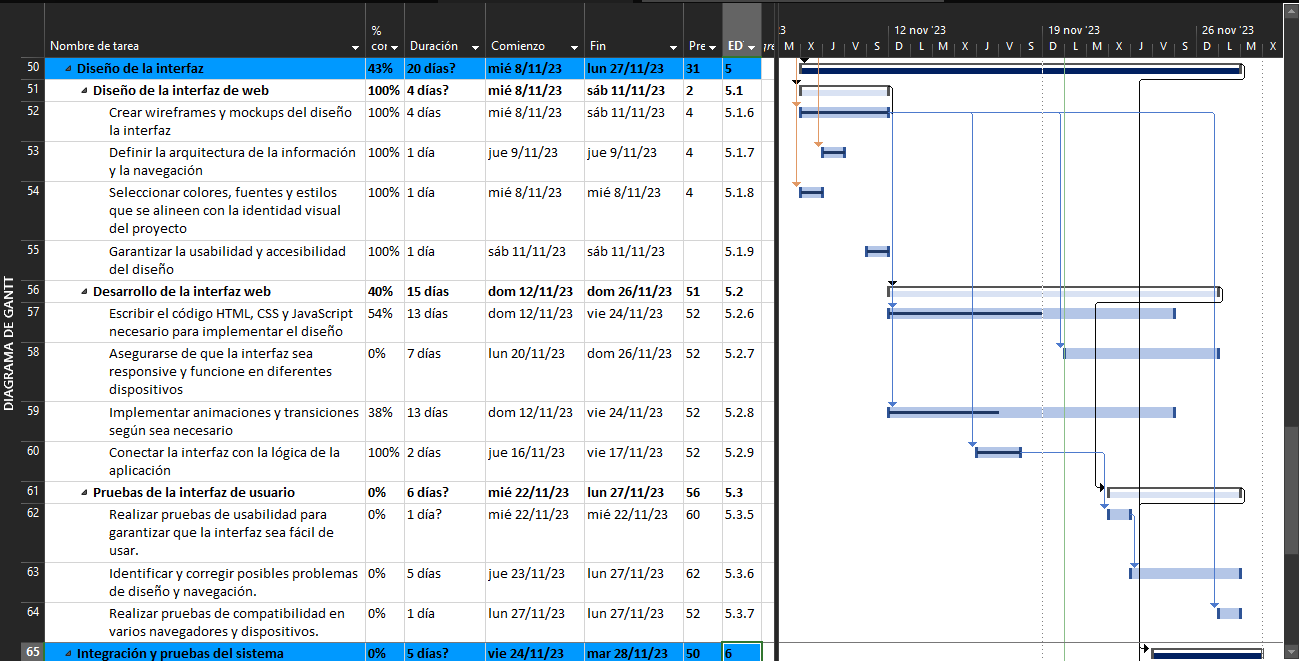 %
3 12 nov '23 19 nov '23 26 nov '23
Nombre de tarea cor Duración Comienzo Fin Pre ED M X J V S D L M X J V S D L M X J V S D L M X
50 Diseño de la interfaz 43% 20 días? mié 8/11/23 lun 27/11/23 31 5
51 Diseño de la interfaz de web 100% 4 días? mié 8/11/23 sáb 11/11/23 2 5.1
52 Crear wireframes y mockups del diseño 100% 4 días mié 8/11/23 sáb 11/11/23 4 5.1.6
la interfaz
53 Definir la arquitectura de la información 100% 1 día jue 9/11/23 jue 9/11/23 4 5.1.7
y la navegación
54 Seleccionar colores, fuentes y estilos 100% 1 día mié 8/11/23 mié 8/11/23 4 5.1.8
que se alineen con la identidad visual
del proyecto
55 Garantizar la usabilidad y accesibilidad 100% 1 día sáb 11/11/23 sáb 11/11/23 5.1.9
del diseño
56 Desarrollo de la interfaz web 40% 15 días dom 12/11/23 dom 26/11/23 51 5.2
57 Escribir el código HTML, CSS y JavaScript 54% 13 días dom 12/11/23 vie 24/11/23 52 5.2.6
necesario para implementar el diseño
58 Asegurarse de que la interfaz sea 0% 7 días lun 20/11/23 dom 26/11/23 52 5.2.7
responsive y funcione en diferentes
dispositivos
59 Implementar animaciones y transiciones 38% 13 días dom 12/11/23 vie 24/11/23 52 5.2.8
según sea necesario
60 Conectar la interfaz con la lógica de la 100% 2 días jue 16/11/23 vie 17/11/23 52 5.2.9
aplicación
61 Pruebas de la interfaz de usuario 0% 6 días? mié 22/11/23 lun 27/11/23 56 5.3
62 Realizar pruebas de usabilidad para 0% 1 día? mié 22/11/23 mié 22/11/23 60 5.3.5
garantizar que la interfaz sea fácil de
usar.
63 Identificar y corregir posibles problemas 0% 5 días jue 23/11/23 lun 27/11/23 62 5.3.6
de diseño y navegación.
64 Realizar pruebas de compatibilidad en 0% 1 día lun 27/11/23 lun 27/11/23 52 5.3.7
varios navegadores y dispositivos.
65 Integración y pruebas del sistema 0% 5 días? vie 24/11/23 mar 28/11/23 50 6
DIAGRAMA DE GANTT